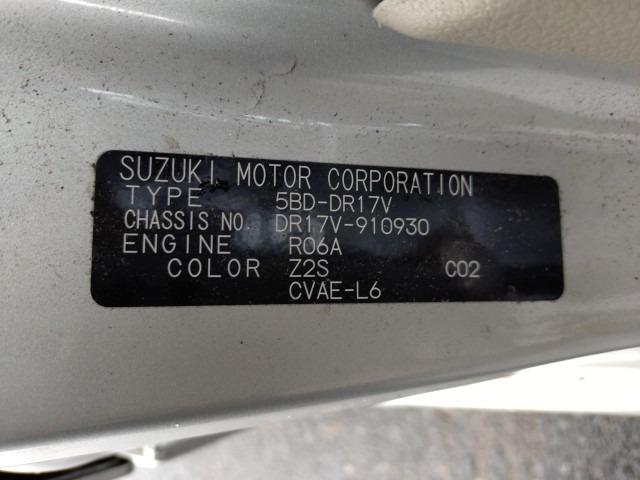 SUZUKI MOTOR CORPORATION
TYPE 5BD-DR17V
CHASSIS NO. DR17V-910930
ENGINE R06A
COLOR Z2S C02
CVAE-L6